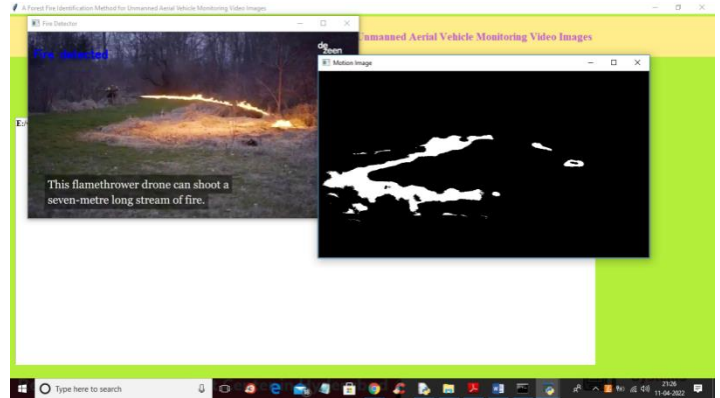 A Forest Fire Identification Method for Unmanned Aerial Vehicle Monitoring Video Images
Fire Detector
Unmanned Aerial Vehicle Monitoring Video Images
Fire detected
de
zeen
Motion Image
E:/
This flamethrower drone can shoot a
seven-metre long stream of fire.
Type here to search
21:26
11-04-2022